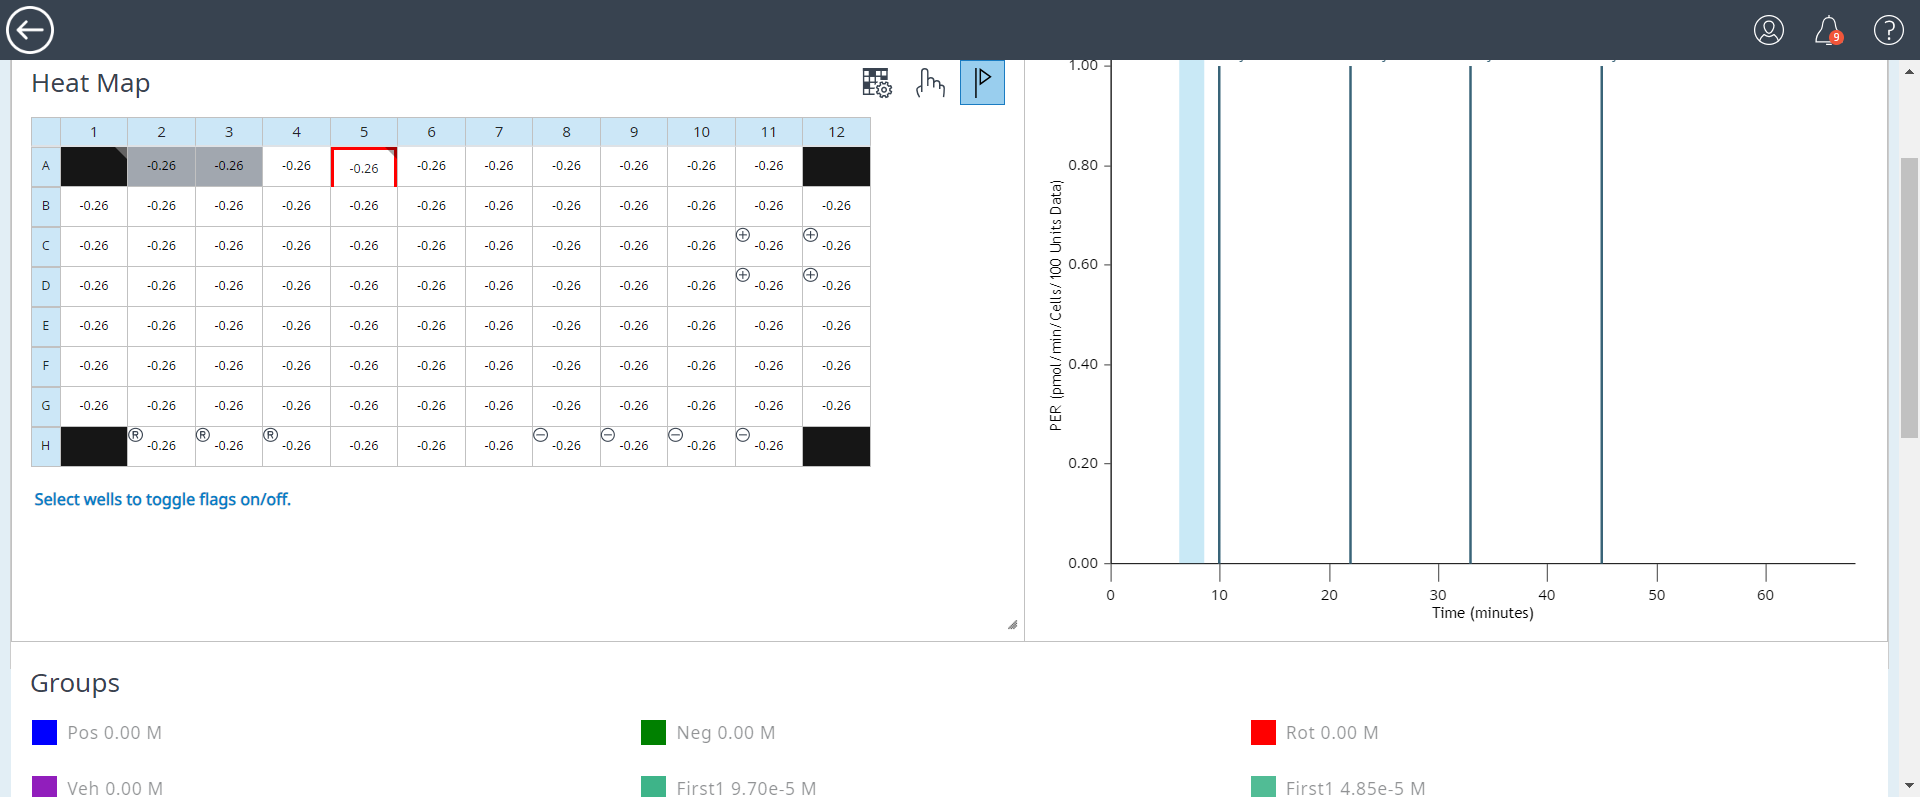 9
?
Heat Map
1 2 3 4 5 6 7 8 9 10 11 12
A -0.26 -0.26 -0.26 -0.26 -0.26 -0.26 -0.26 -0.26 -0.26 -0.26
B -0.26 -0.26 -0.26 -0.26 -0.26 -0.26 -0.26 -0.26 -0.26 -0.26 -0.26 -0.26
C -0.26 -0.26 -0.26 -0.26 -0.26 -0.26 -0.26 -0.26 -0.26 -0.26 + -0.26 + -0.26
D -0.26 -0.26 -0.26 -0.26 -0.26 -0.26 -0.26 -0.26 -0.26 -0.26 + -0.26 + -0.26
E -0.26 -0.26 -0.26 -0.26 -0.26 -0.26 -0.26 -0.26 -0.26 -0.26 -0.26 -0.26
F -0.26 -0.26 -0.26 -0.26 -0.26 -0.26 -0.26 -0.26 -0.26 -0.26 -0.26 -0.26
G -0.26 -0.26 -0.26 -0.26 -0.26 -0.26 -0.26 -0.26 -0.26 -0.26 -0.26 -0.26
H R -0.26 R -0.26 R -0.26 -0.26 -0.26 -0.26 − -0.26 − -0.26 − -0.26 − -0.26
Select wells to toggle flags on/off.
PER (pmol/min/Cells/100 Units Data)
1.00
0.80
0.60
0.40
0.20
0.00
0 10 20 30 40 50 60
Time (minutes)
Groups
Pos 0.00 M
Neg 0.00 M
Rot 0.00 M
Veh 0.00 M
First1 9.70e-5 M
First1 4.85e-5 M